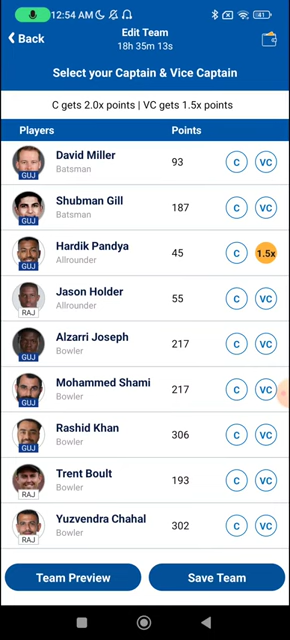 12:54 AM
41
Back
Edit Team
18h 35m 13s
Select your Captain & Vice Captain
C gets 2.0x points | VC gets 1.5x points
Players Points
David Miller
Batsman
GUJ
93 C VC
Shubman Gill
Batsman
GUJ
187 C VC
Hardik Pandya
Allrounder
GUJ
45 C 1.5x
Jason Holder
Allrounder
RAJ
55 C VC
Alzarri Joseph
Bowler
GUJ
217 C VC
Mohammed Shami
Bowler
GUJ
217 C VC
Rashid Khan
Bowler
GUJ
306 C VC
Trent Boult
Bowler
RAJ
193 C VC
Yuzvendra Chahal
Bowler
RAJ
302 C VC
Team Preview Save Team